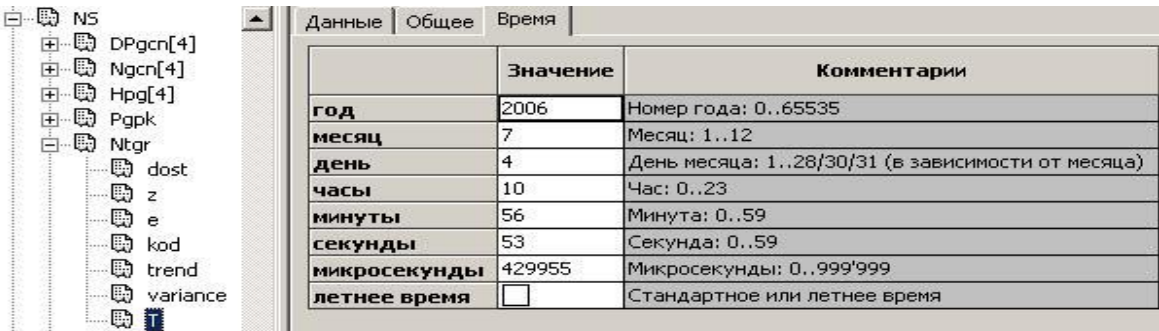 NS
DPgcn[4]
Ngcn[4]
Hpg[4]
Pgpk
Ntgr
dost
z
e
kod
trend
variance
T
Данные Общее Время
Значение Комментарии
год 2006 Номер года: 0..65535
месяц 7 Месяц: 1..12
день 4 День месяца: 1..28/30/31 (в зависимости от месяца)
часы 10 Час: 0..23
минуты 56 Минута: 0..59
секунды 53 Секунда: 0..59
микросекунды 429955 Микросекунды: 0..999'999
летнее время Стандартное или летнее время